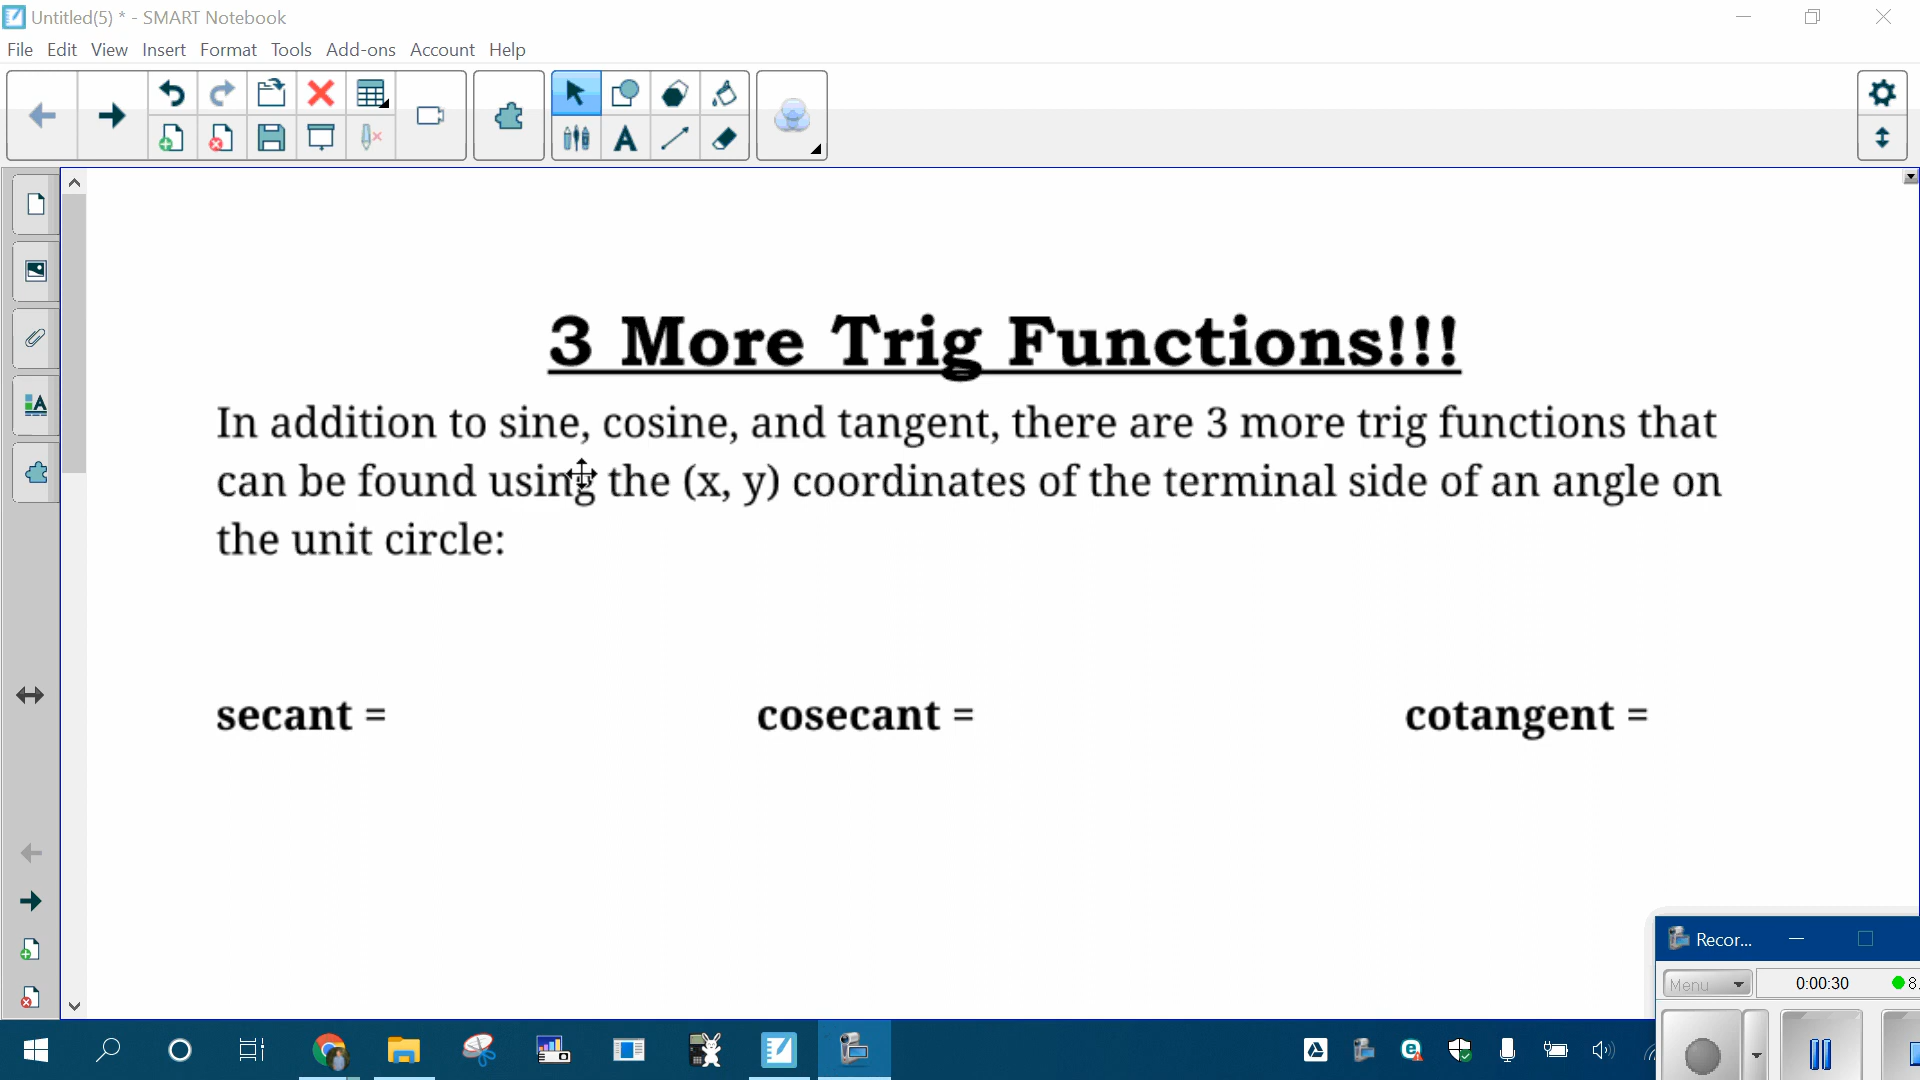 Untitled(5) * - SMART Notebook
File Edit View Insert Format Tools Add-ons Account Help
3 More Trig Functions!!!
In addition to sine, cosine, and tangent, there are 3 more trig functions that
can be found using the (x, y) coordinates of the terminal side of an angle on
the unit circle:
secant =
cosecant =
cotangent =
Recor...
Menu
0:00:30
8.